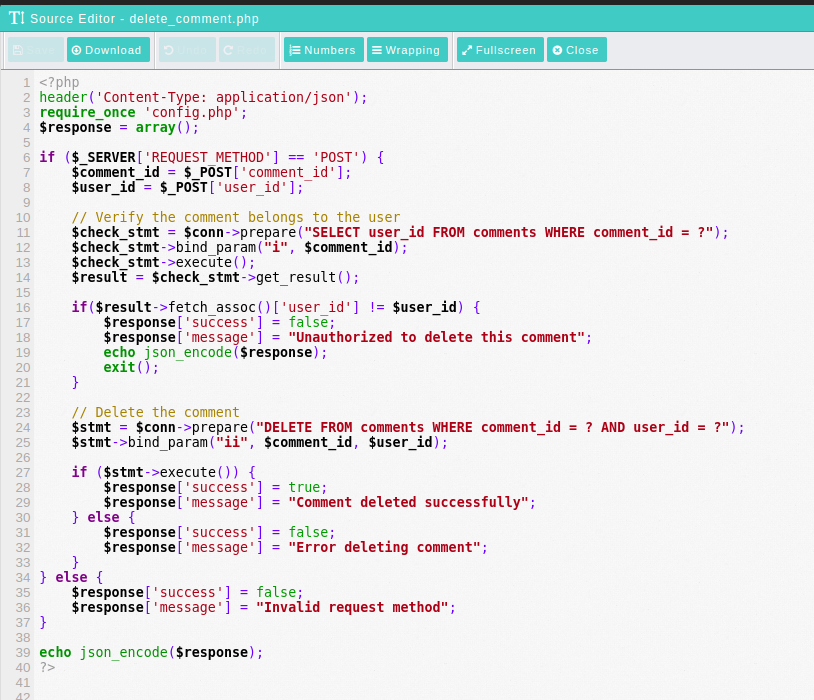 Source Editor - delete_comment.php
Download Numbers Wrapping Fullscreen Close
1 <?php
2 header('Content-Type: application/json');
3 require_once 'config.php';
4 $response = array();
5
6 if ($_SERVER['REQUEST_METHOD'] == 'POST') {
7     $comment_id = $_POST['comment_id'];
8     $user_id = $_POST['user_id'];
9
10     // Verify the comment belongs to the user
11     $check_stmt = $conn->prepare("SELECT user_id FROM comments WHERE comment_id = ?");
12     $check_stmt->bind_param("i", $comment_id);
13     $check_stmt->execute();
14     $result = $check_stmt->get_result();
15
16     if($result->fetch_assoc()['user_id'] != $user_id) {
17         $response['success'] = false;
18         $response['message'] = "Unauthorized to delete this comment";
19         echo json_encode($response);
20         exit();
21     }
22
23     // Delete the comment
24     $stmt = $conn->prepare("DELETE FROM comments WHERE comment_id = ? AND user_id = ?");
25     $stmt->bind_param("ii", $comment_id, $user_id);
26
27     if ($stmt->execute()) {
28         $response['success'] = true;
29         $response['message'] = "Comment deleted successfully";
30     } else {
31         $response['success'] = false;
32         $response['message'] = "Error deleting comment";
33     }
34 } else {
35     $response['success'] = false;
36     $response['message'] = "Invalid request method";
37 }
38
39 echo json_encode($response);
40 ?>
41
42